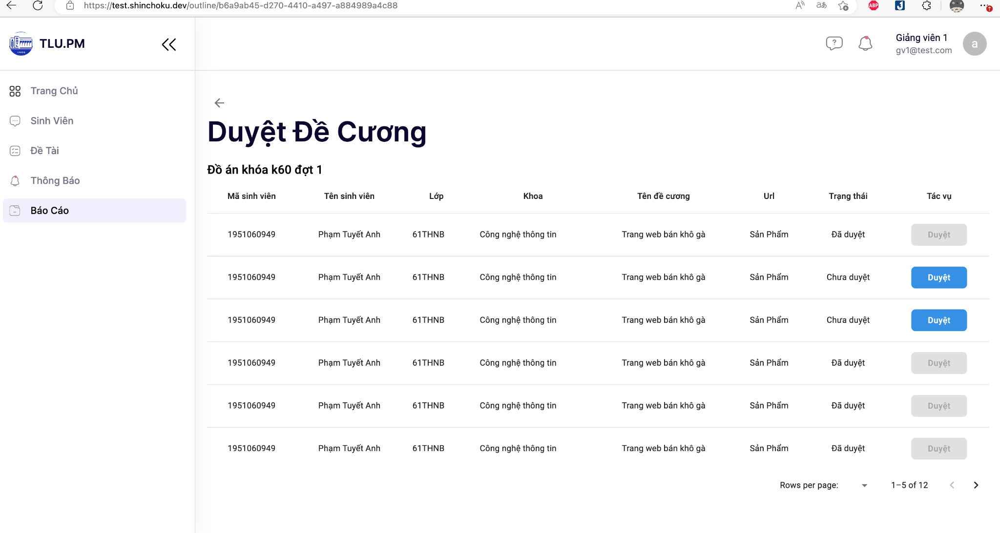 https://test.shinchoku.dev/outline/b6a9ab45-d270-4410-a497-a884989a4c88
ABP
TLU.PM
Giảng viên 1
gv1@test.com
a
Trang Chủ
Sinh Viên
Đề Tài
Thông Báo
Báo Cáo
Duyệt Đề Cương
Đồ án khóa k60 đợt 1
Mã sinh viên Tên sinh viên Lớp Khoa Tên đề cương Url Trạng thái Tác vụ
1951060949 Phạm Tuyết Anh 61THNB Công nghệ thông tin Trang web bán khô gà Sản Phẩm Đã duyệt Duyệt
1951060949 Phạm Tuyết Anh 61THNB Công nghệ thông tin Trang web bán khô gà Sản Phẩm Chưa duyệt Duyệt
1951060949 Phạm Tuyết Anh 61THNB Công nghệ thông tin Trang web bán khô gà Sản Phẩm Chưa duyệt Duyệt
1951060949 Phạm Tuyết Anh 61THNB Công nghệ thông tin Trang web bán khô gà Sản Phẩm Đã duyệt Duyệt
1951060949 Phạm Tuyết Anh 61THNB Công nghệ thông tin Trang web bán khô gà Sản Phẩm Đã duyệt Duyệt
1951060949 Phạm Tuyết Anh 61THNB Công nghệ thông tin Trang web bán khô gà Sản Phẩm Đã duyệt Duyệt
Rows per page: 1–5 of 12